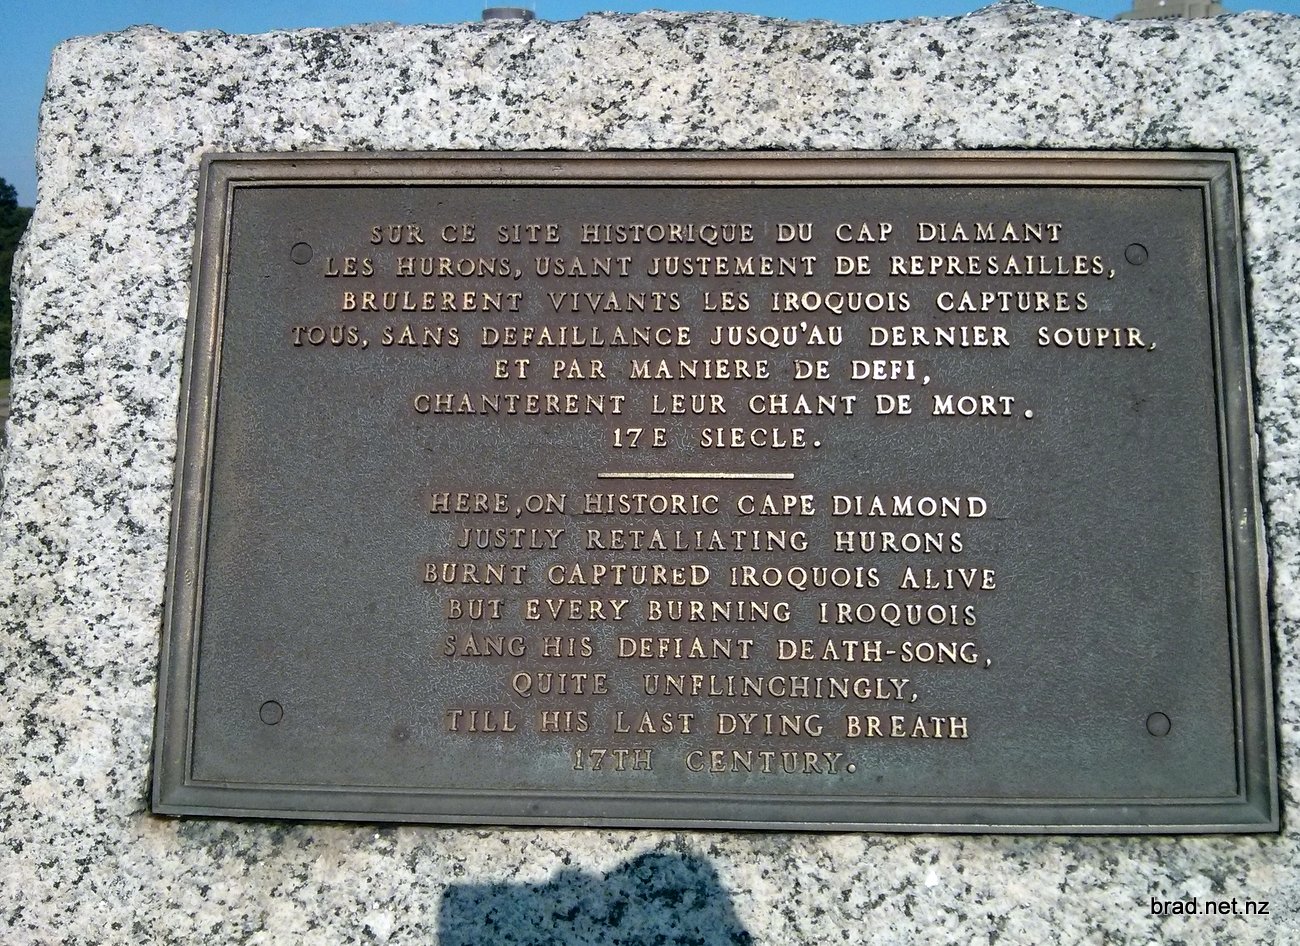 SUR CE SITE HISTORIQUE DU CAP DIAMANT
LES HURONS, USANT JUSTEMENT DE REPRESAILLES,
BRULERENT VIVANTS LES IROQUOIS CAPTURES
TOUS, SANS DEFAILLANCE JUSQU'AU DERNIER SOUPIR,
ET PAR MANIERE DE DEFI,
CHANTERENT LEUR CHANT DE MORT.
17E SIECLE.
HERE, ON HISTORIC CAPE DIAMOND
JUSTLY RETALIATING HURONS
BURNT CAPTURED IROQUOIS ALIVE
BUT EVERY BURNING IROQUOIS
SANG HIS DEFIANT DEATH-SONG,
QUITE UNFLINCHINGLY,
TILL HIS LAST DYING BREATH
17TH CENTURY.
brad.net.nz